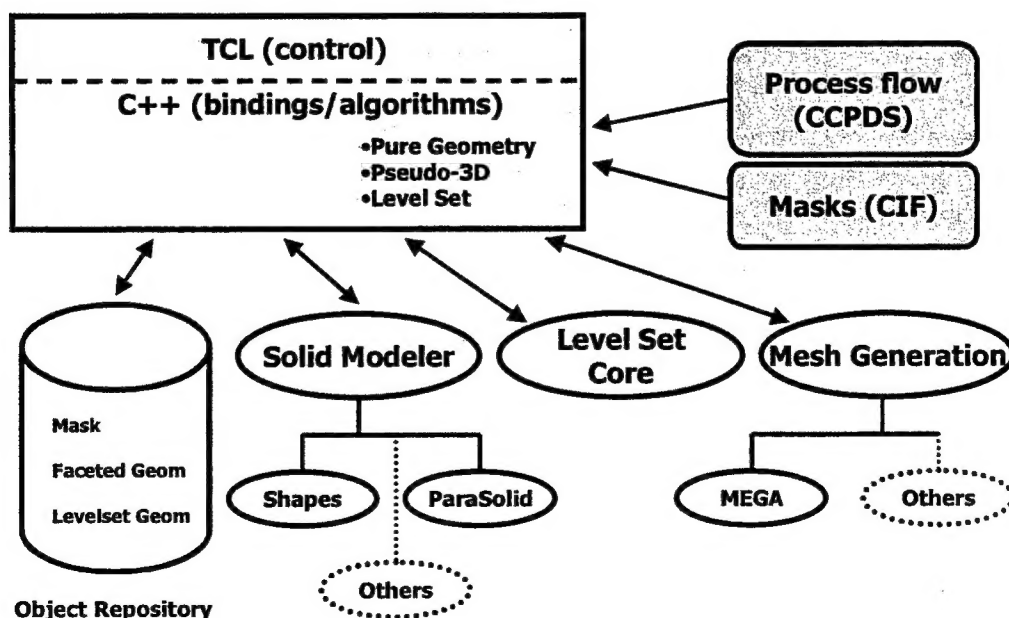 TCL (control)
C++ (bindings/algorithms)
•Pure Geometry
•Pseudo-3D
•Level Set
Process flow
(CCPDS)
Masks (CIF)
Solid Modeler
Level Set
Core
Mesh Generation
Mask
Faceted Geom
Levelset Geom
Shapes
ParaSolid
Others
MEGA
Others
Object Repository